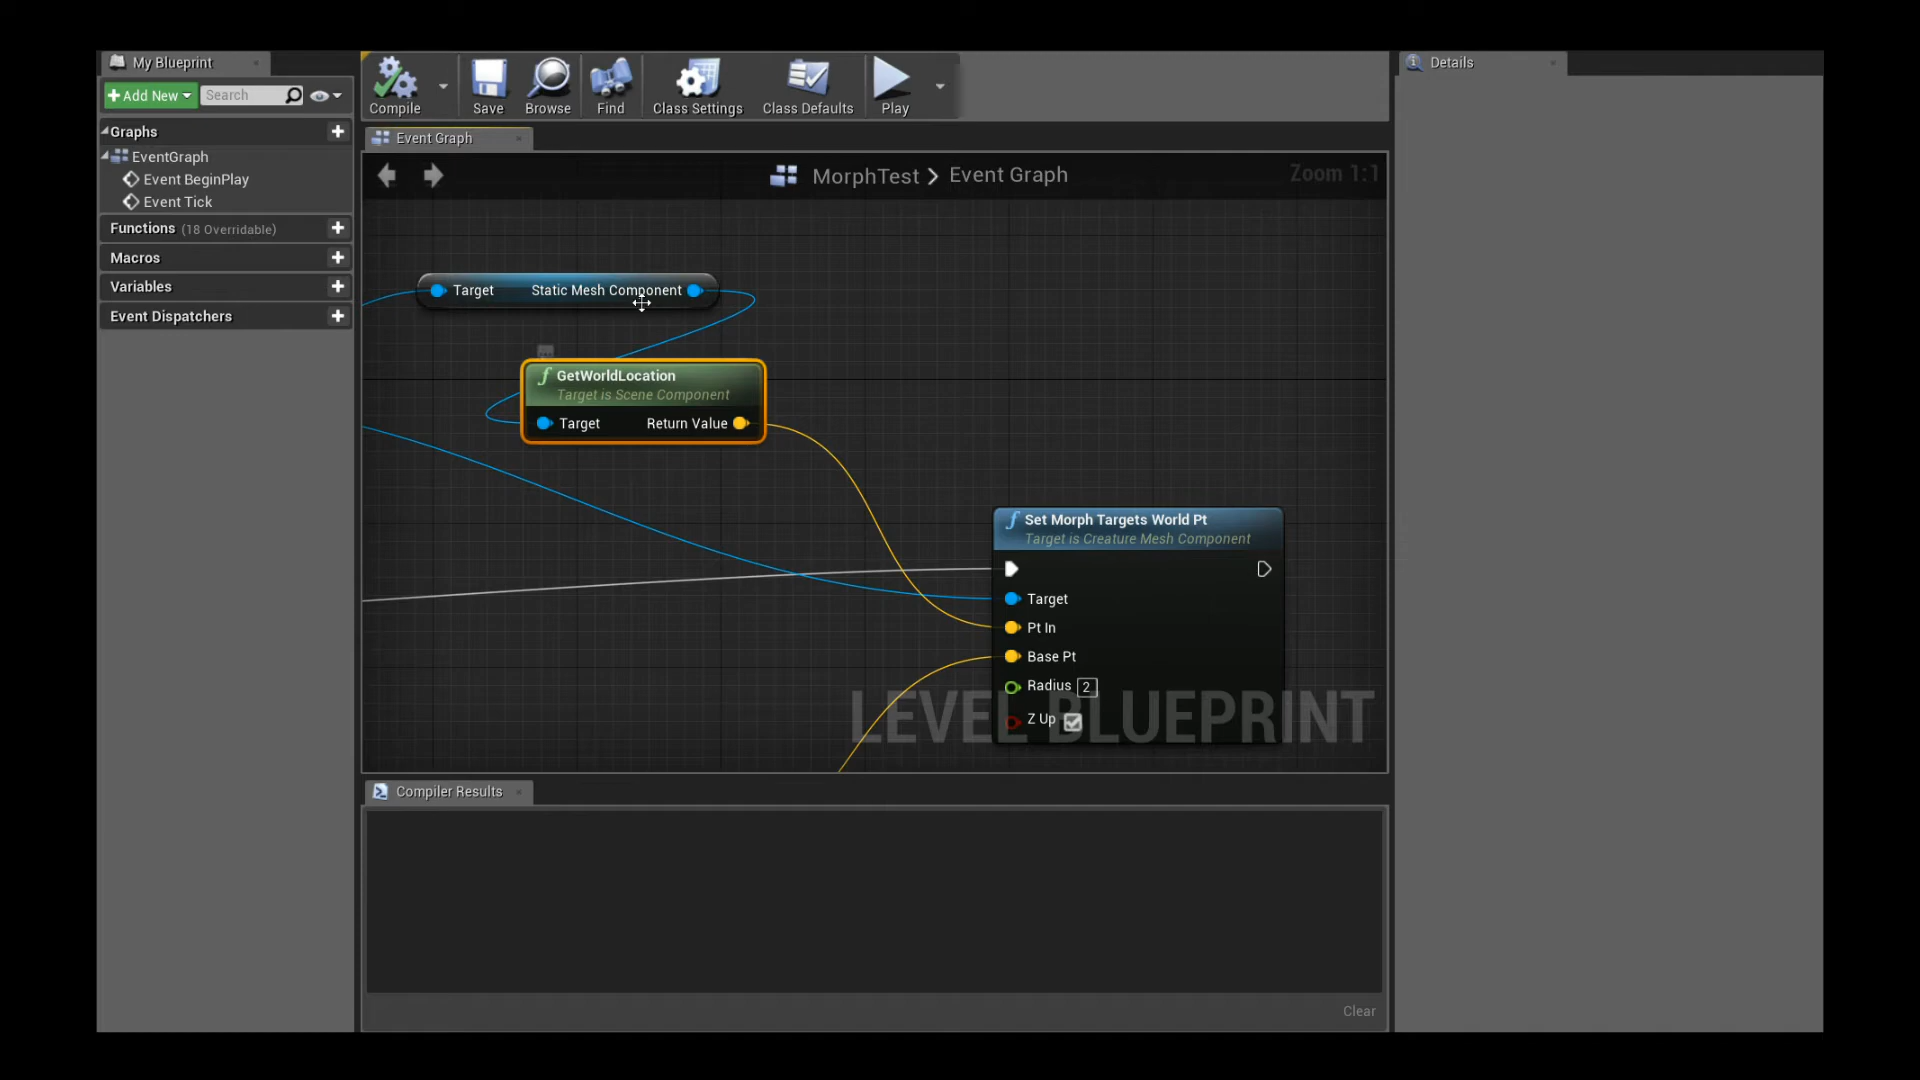 My Blueprint
Add New
Search
Graphs
EventGraph
Event BeginPlay
Event Tick
Functions (18 Overridable)
Macros
Variables
Event Dispatchers
Compile
Save
Browse
Find
Class Settings
Class Defaults
Play
Event Graph
MorphTest > Event Graph
Zoom 1:1
Target Static Mesh Component
f GetWorldLocation
Target is Scene Component
Target Return Value
f Set Morph Targets World Pt
Target is Creature Mesh Component
Target
Pt In
Base Pt
Radius 2
Z Up
LEVEL BLUEPRINT
Compiler Results
Clear
Details